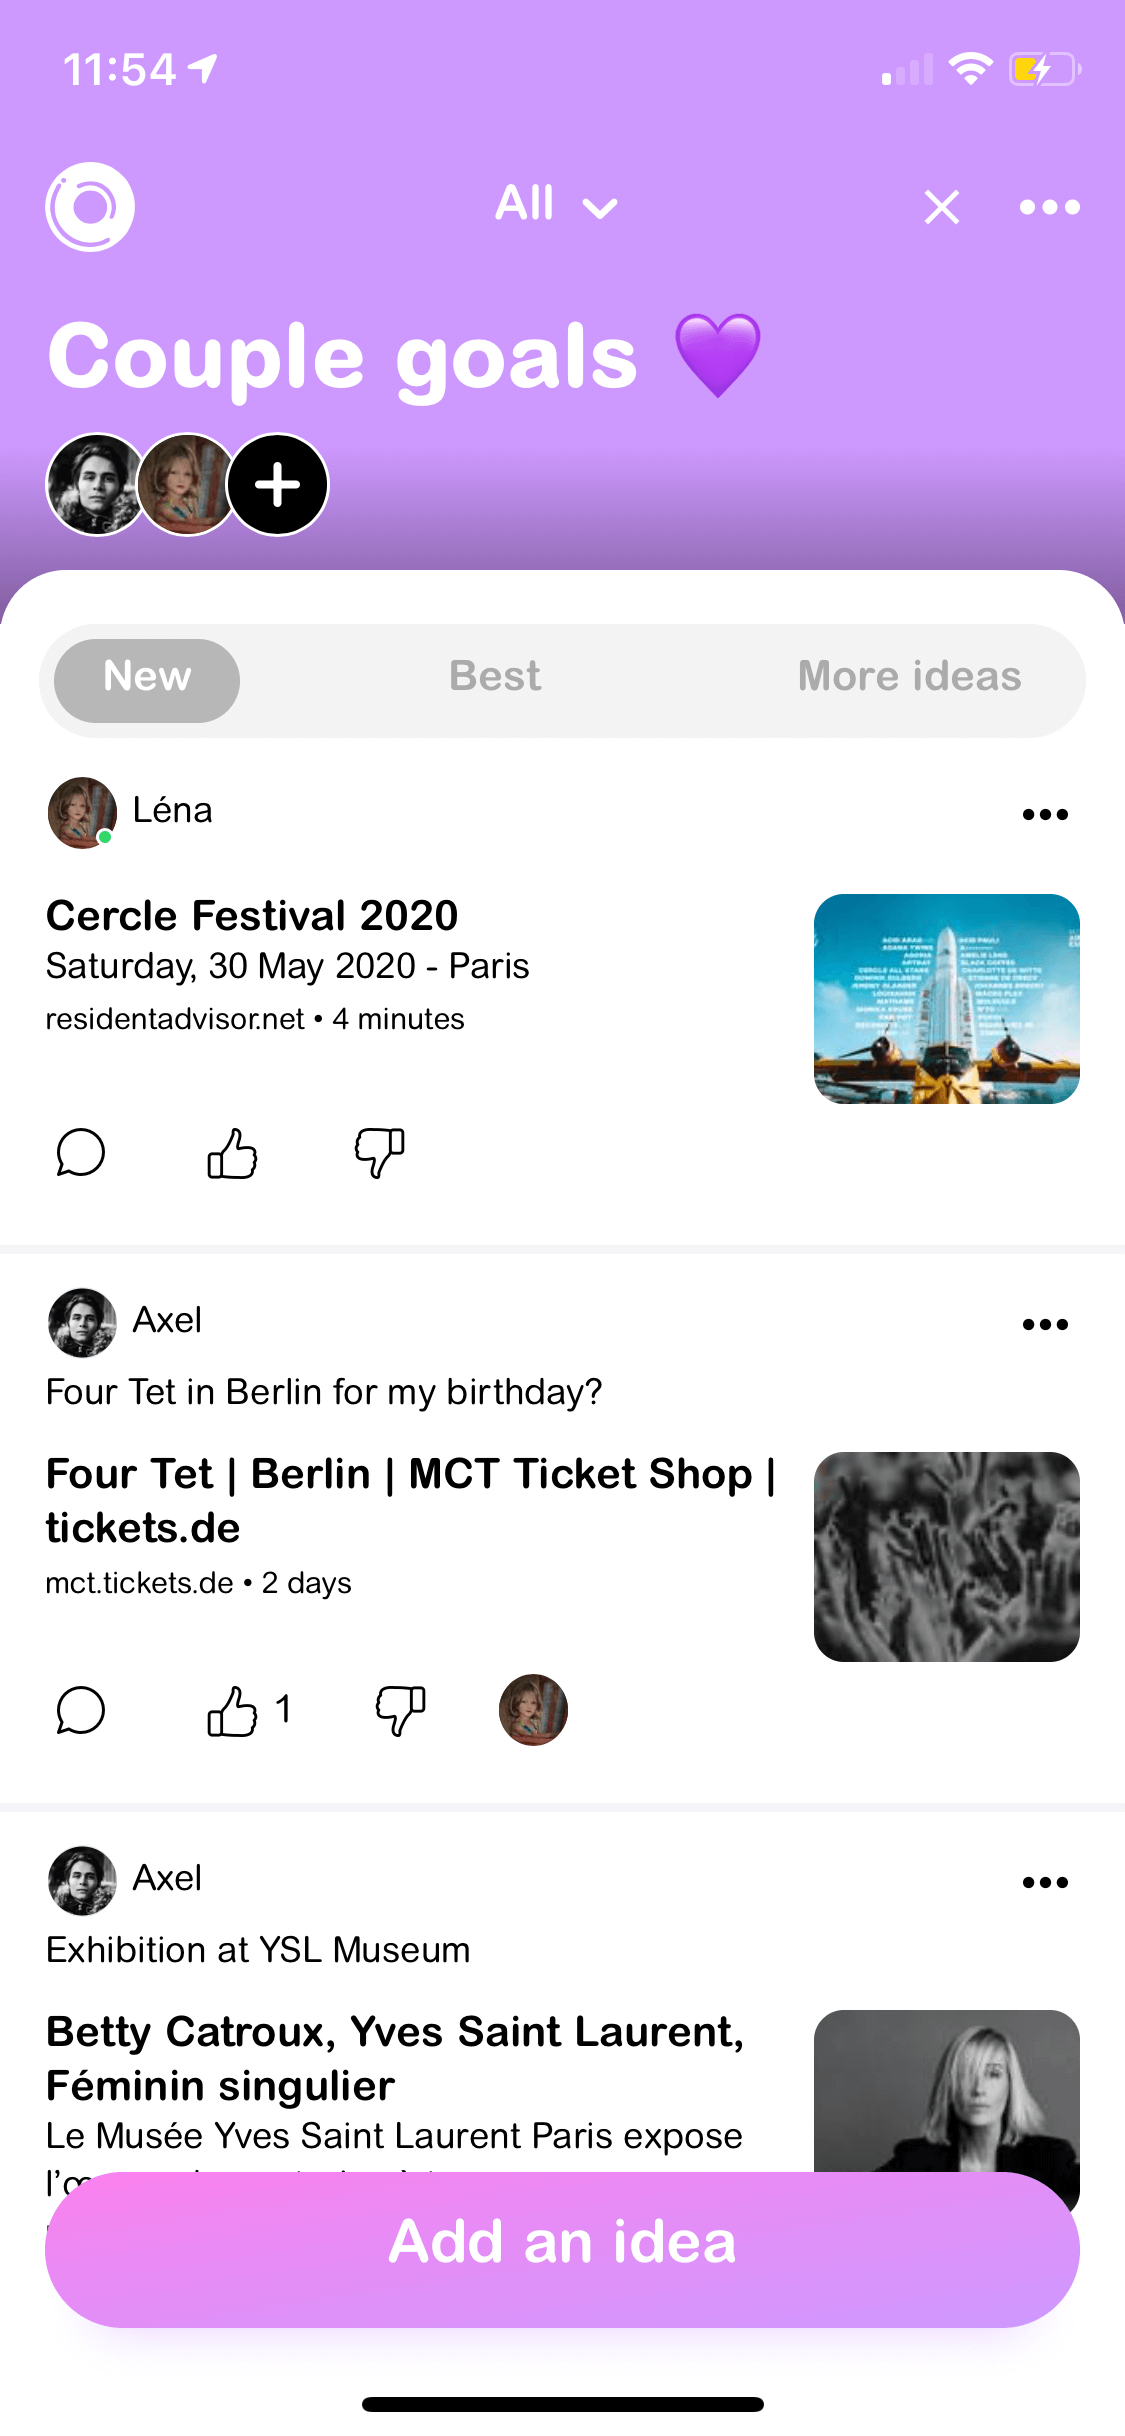 11:54
All
Couple goals 💜
New
Best
More ideas
Léna
Cercle Festival 2020
Saturday, 30 May 2020 - Paris
residentadvisor.net • 4 minutes
Axel
Four Tet in Berlin for my birthday?
Four Tet | Berlin | MCT Ticket Shop |
tickets.de
mct.tickets.de • 2 days
1
Axel
Exhibition at YSL Museum
Betty Catroux, Yves Saint Laurent,
Féminin singulier
Le Musée Yves Saint Laurent Paris expose
Add an idea